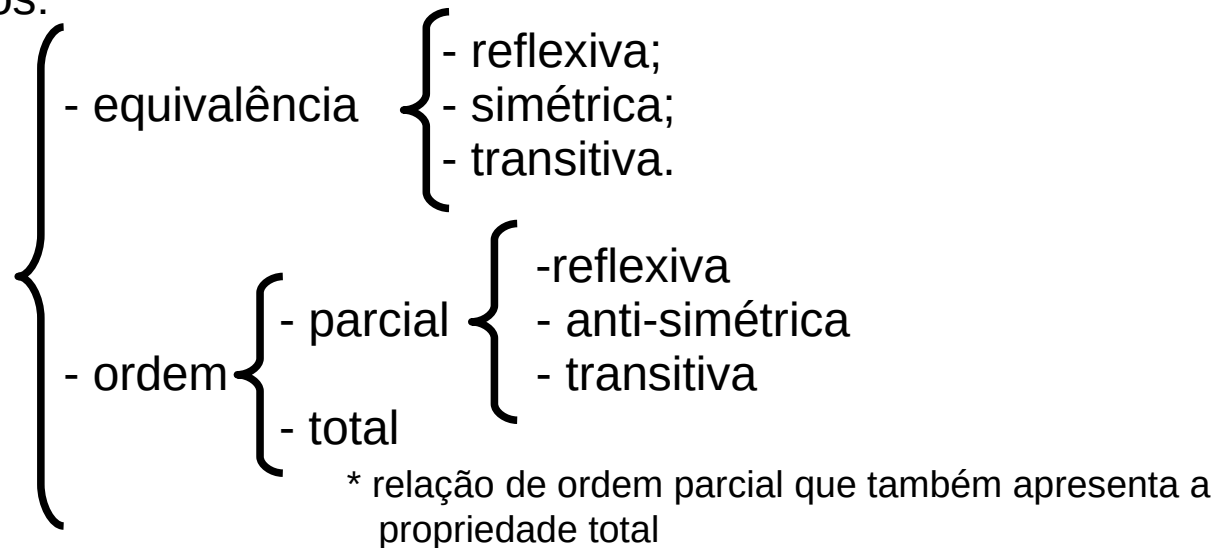 os:
- equivalência
- reflexiva;
- simétrica;
- transitiva.
- ordem
- parcial
-reflexiva
- anti-simétrica
- transitiva
- total
* relação de ordem parcial que também apresenta a
propriedade total